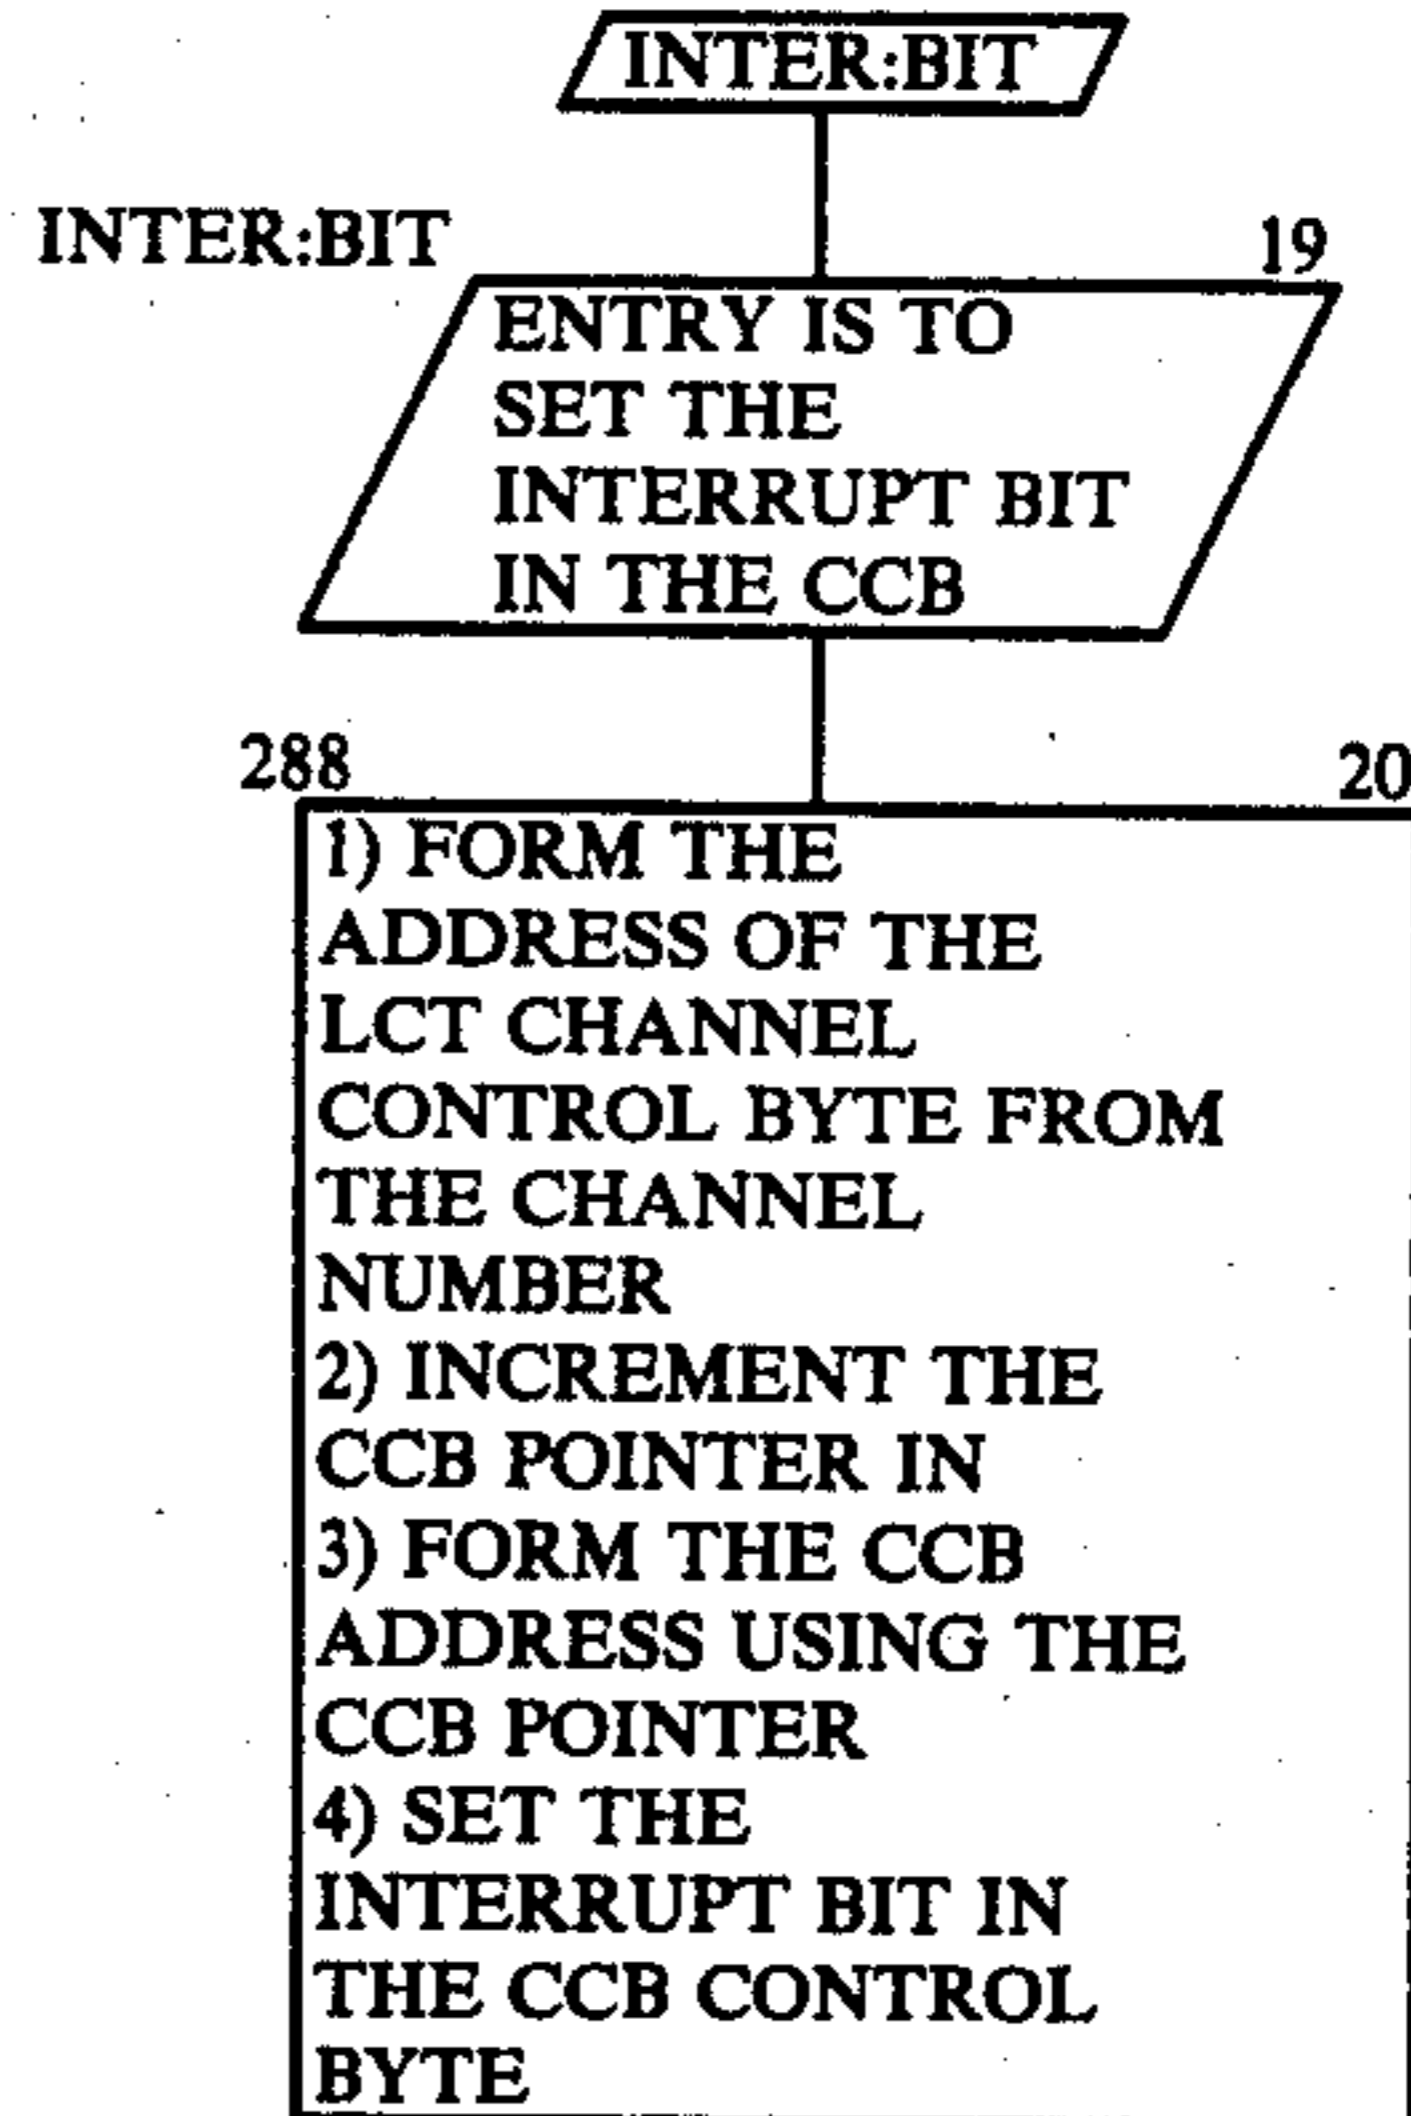 INTER:BIT
INTER:BIT
19
ENTRY IS TO
SET THE
INTERRUPT BIT
IN THE CCB
288
20
1) FORM THE
ADDRESS OF THE
LCT CHANNEL
CONTROL BYTE FROM
THE CHANNEL
NUMBER
2) INCREMENT THE
CCB POINTER IN
3) FORM THE CCB
ADDRESS USING THE
CCB POINTER
4) SET THE
INTERRUPT BIT IN
THE CCB CONTROL
BYTE